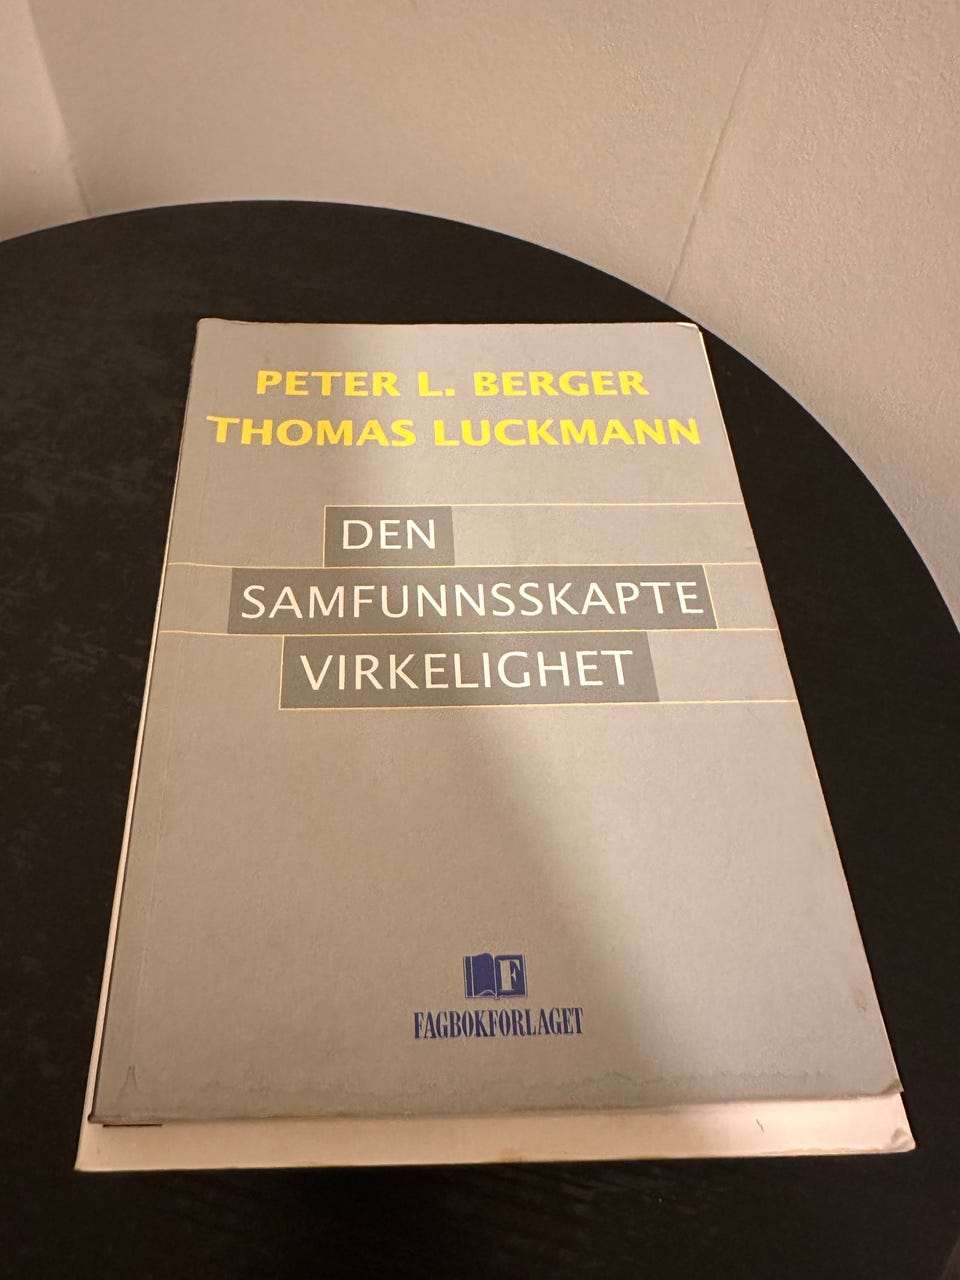 PETER L. BERGER
THOMAS LUCKMANN
DEN
SAMFUNNSSKAPTE
VIRKELIGHET
F
FAGBOKFORLAGET